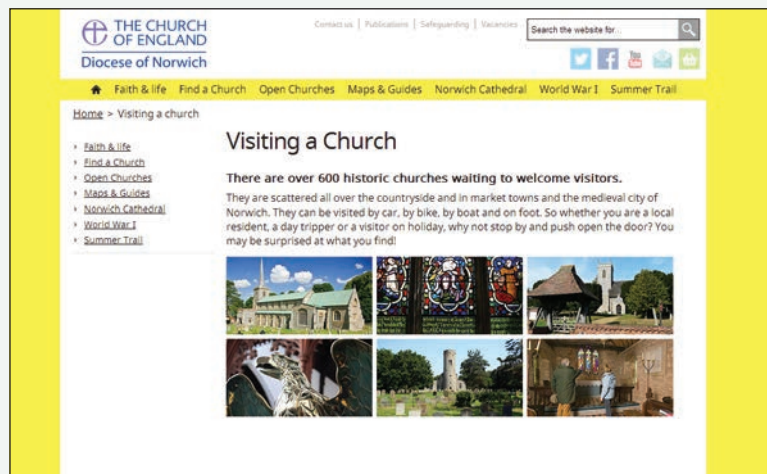 THE CHURCH
OF ENGLAND
Diocese of Norwich
Contact us | Publications | Safeguarding | Vacancies
Search the website for...
You
Tube
Faith & life Find a Church Open Churches Maps & Guides Norwich Cathedral World War I Summer Trail
Home > Visiting a church
Faith & life
Find a Church
Open Churches
Maps & Guides
Norwich Cathedral
World War I
Summer Trail
Visiting a Church
There are over 600 historic churches waiting to welcome visitors.
They are scattered all over the countryside and in market towns and the medieval city of
Norwich. They can be visited by car, by bike, by boat and on foot. So whether you are a local
resident, a day tripper or a visitor on holiday, why not stop by and push open the door? You
may be surprised at what you find!